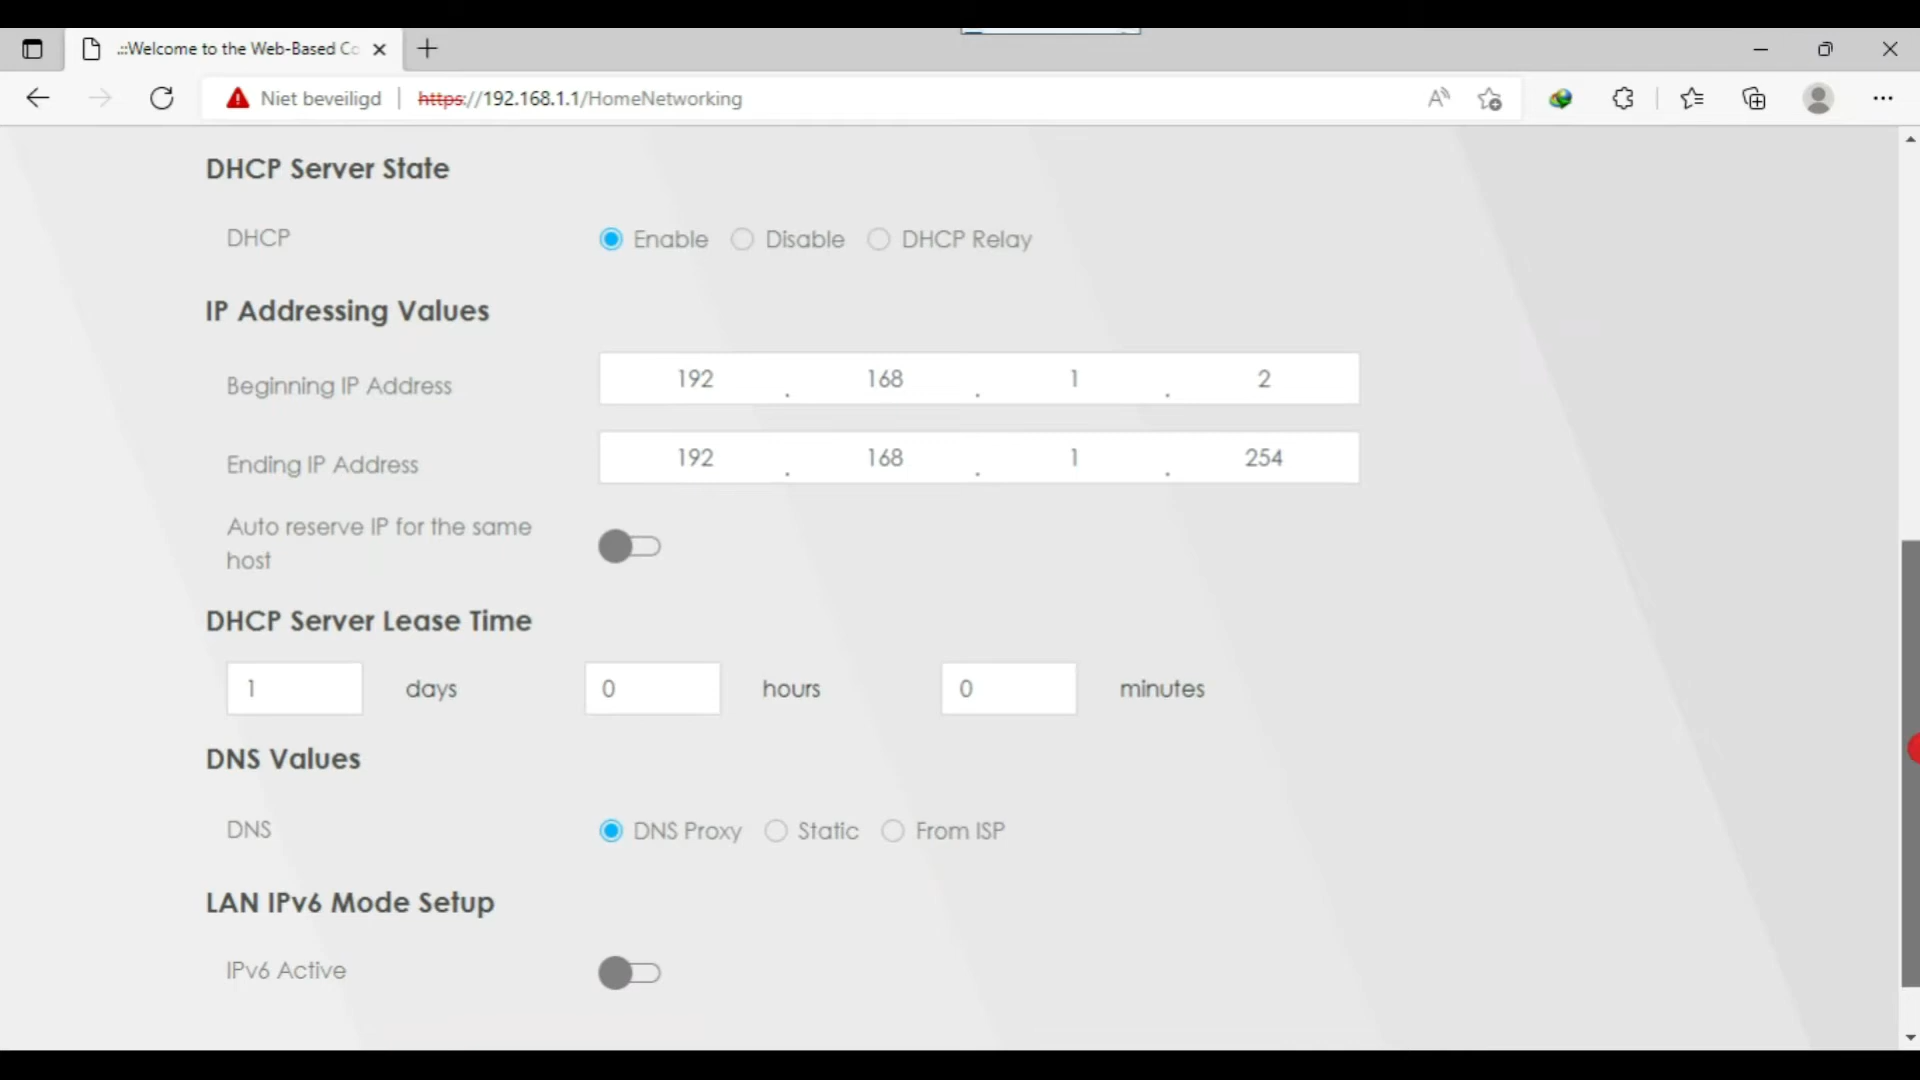 .::Welcome to the Web-Based Co
Niet beveiligd | https://192.168.1.1/HomeNetworking
DHCP Server State
DHCP Enable Disable DHCP Relay
IP Addressing Values
Beginning IP Address 192 . 168 . 1 . 2
Ending IP Address 192 . 168 . 1 . 254
Auto reserve IP for the same
host
DHCP Server Lease Time
1 days 0 hours 0 minutes
DNS Values
DNS DNS Proxy Static From ISP
LAN IPv6 Mode Setup
IPv6 Active